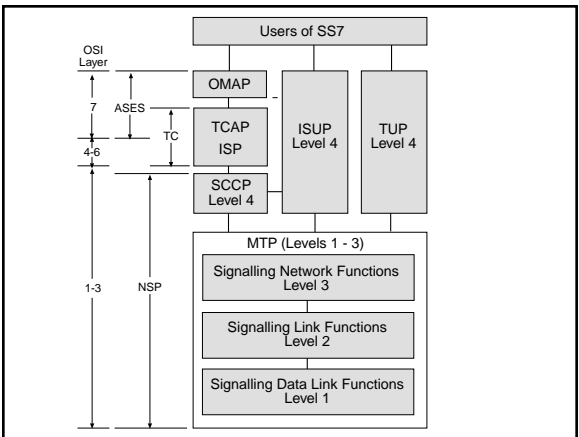 Users of SS7
OSI
Layer
OMAP
7
ASES
TCAP
ISP
TC
ISUP
Level 4
TUP
Level 4
4-6
SCCP
Level 4
MTP (Levels 1 - 3)
Signalling Network Functions
Level 3
1-3
NSP
Signalling Link Functions
Level 2
Signalling Data Link Functions
Level 1